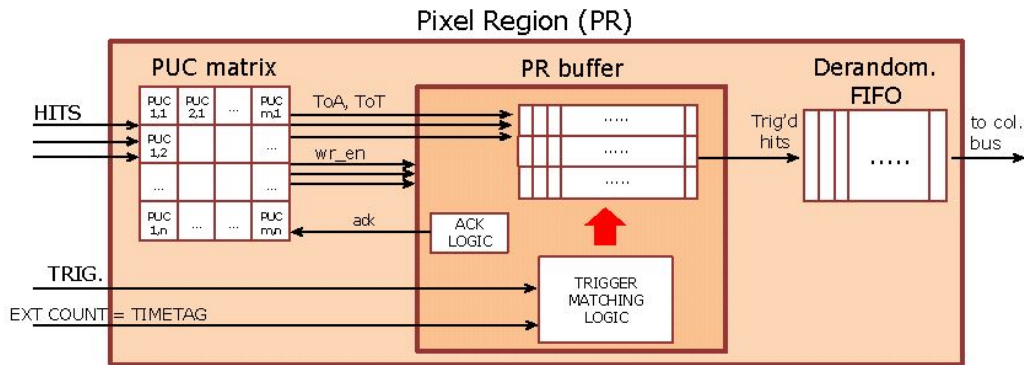 Pixel Region (PR)
PUC matrix
PR buffer
Derandom.
FIFO
HITS
PUC
1,1
PUC
2,1
...
PUC
m,1
PUC
1,2
...
...
...
PUC
1,n
...
...
PUC
m,n
ToA, ToT
wr_en
ack
.....
.....
.....
ACK
LOGIC
Trig'd
hits
.....
to col.
bus
TRIG.
TRIGGER
MATCHING
LOGIC
EXT COUNT = TIMETAG